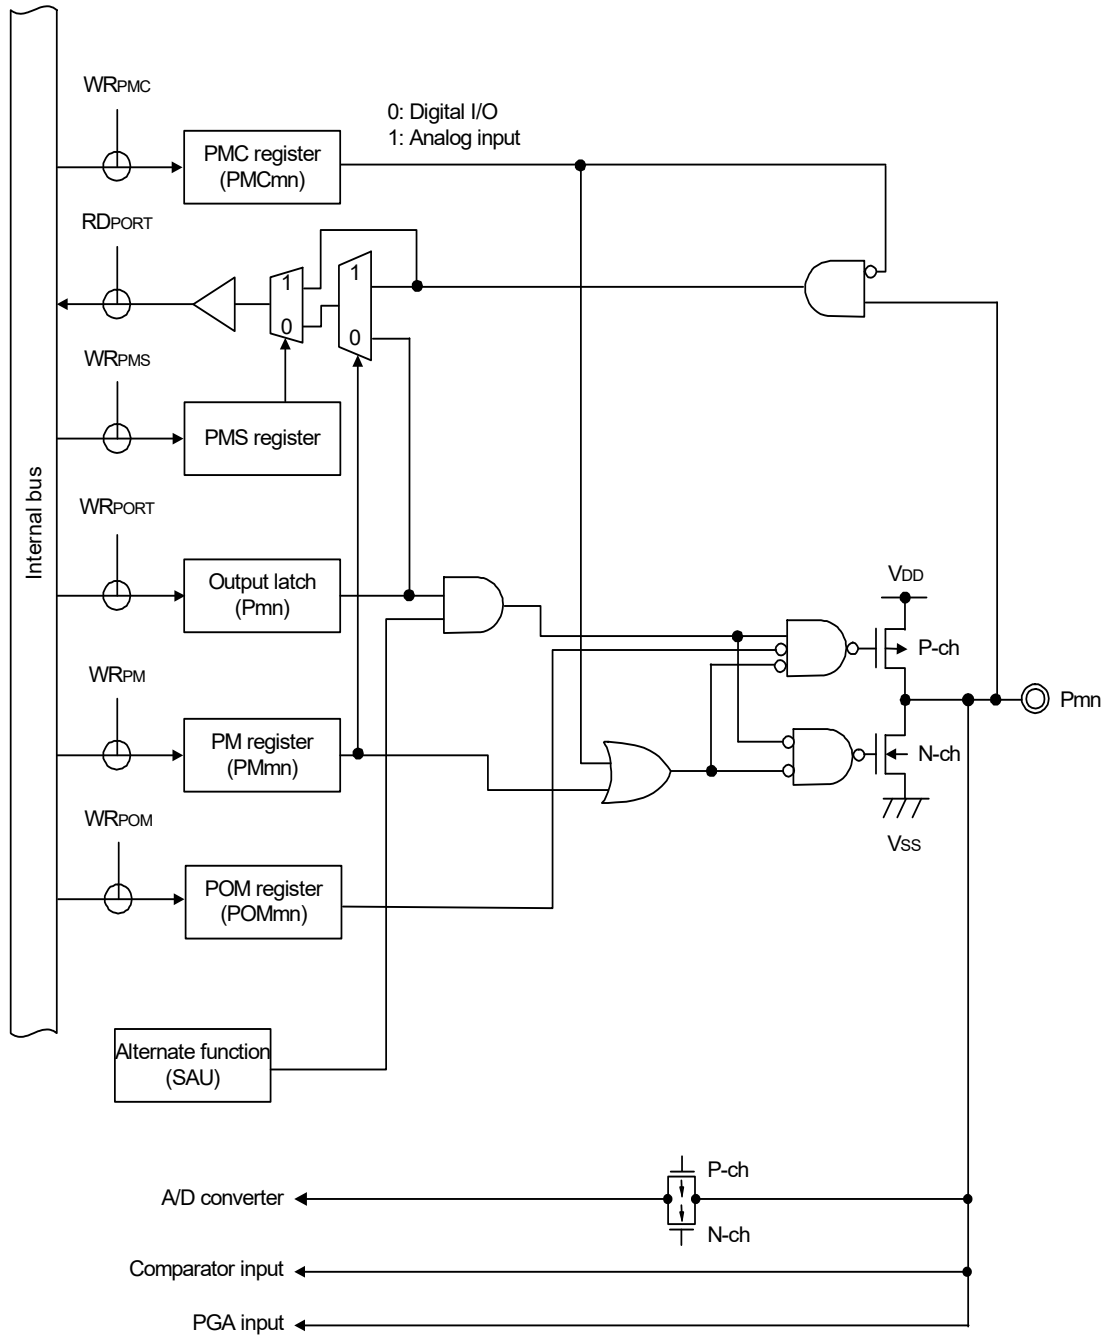 WRPMC
0: Digital I/O
1: Analog input
PMC register
(PMCmn)
RDPORT
1
0
1
0
WRPMS
PMS register
Internal bus
WRPORT
Output latch
(Pmn)
VDD
P-ch
Pmn
WRPM
PM register
(PMmn)
N-ch
VSS
WRPOM
POM register
(POMmn)
Alternate function
(SAU)
P-ch
A/D converter
N-ch
Comparator input
PGA input